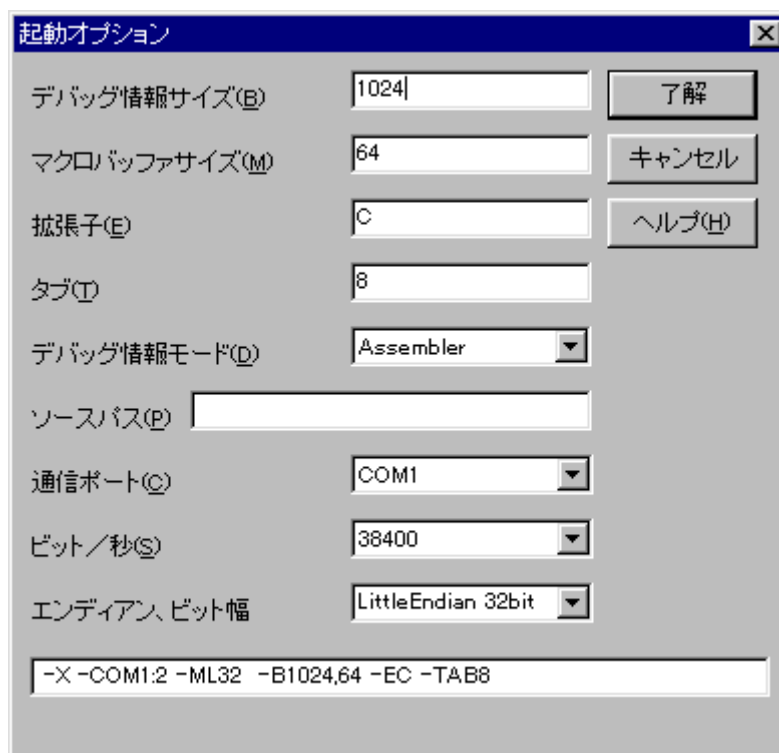 起動オプション
デバッグ情報サイズ(B) 1024 了解
マクロバッファサイズ(M) 64 キャンセル
拡張子(E) C ヘルプ(H)
タブ(T) 8
デバッグ情報モード(D) Assembler
ソースパス(P)
通信ポート(C) COM1
ビット/秒(S) 38400
エンディアン、ビット幅 LittleEndian 32bit
-X -COM1:2 -ML32 -B1024,64 -EC -TAB8